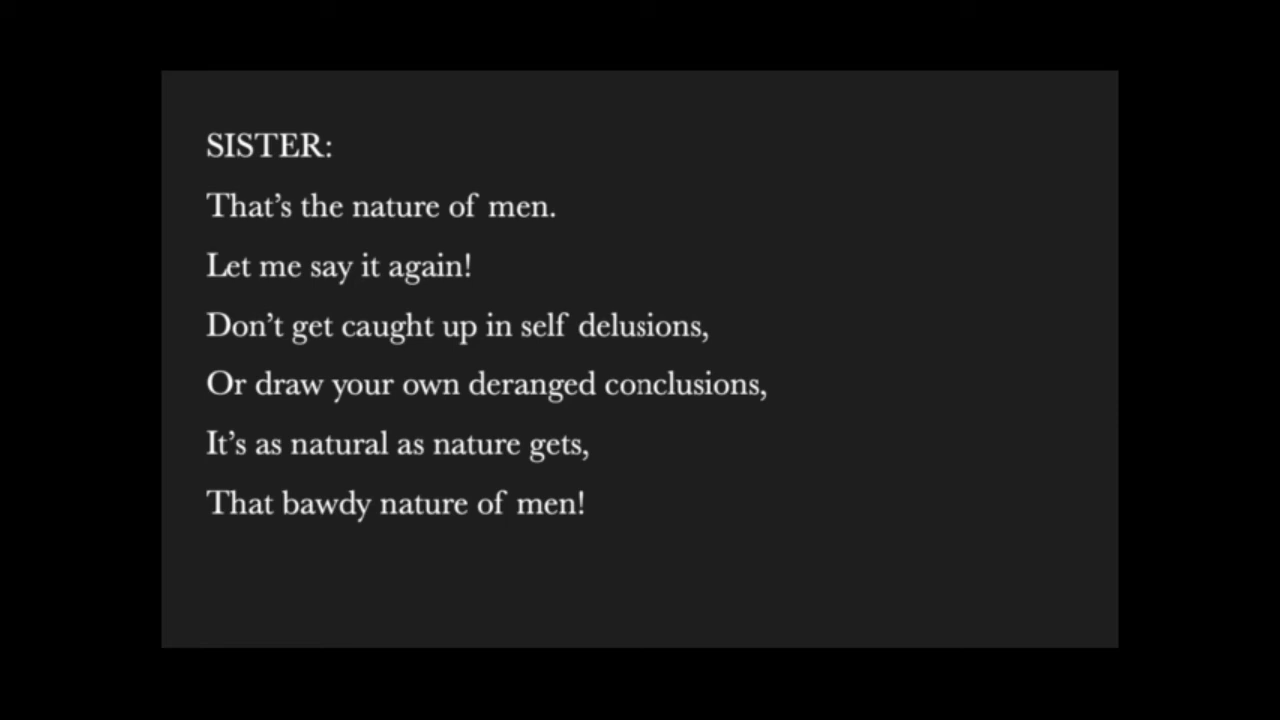 SISTER:
That’s the nature of men.
Let me say it again!
Don’t get caught up in self delusions,
Or draw your own deranged conclusions,
It’s as natural as nature gets,
That bawdy nature of men!